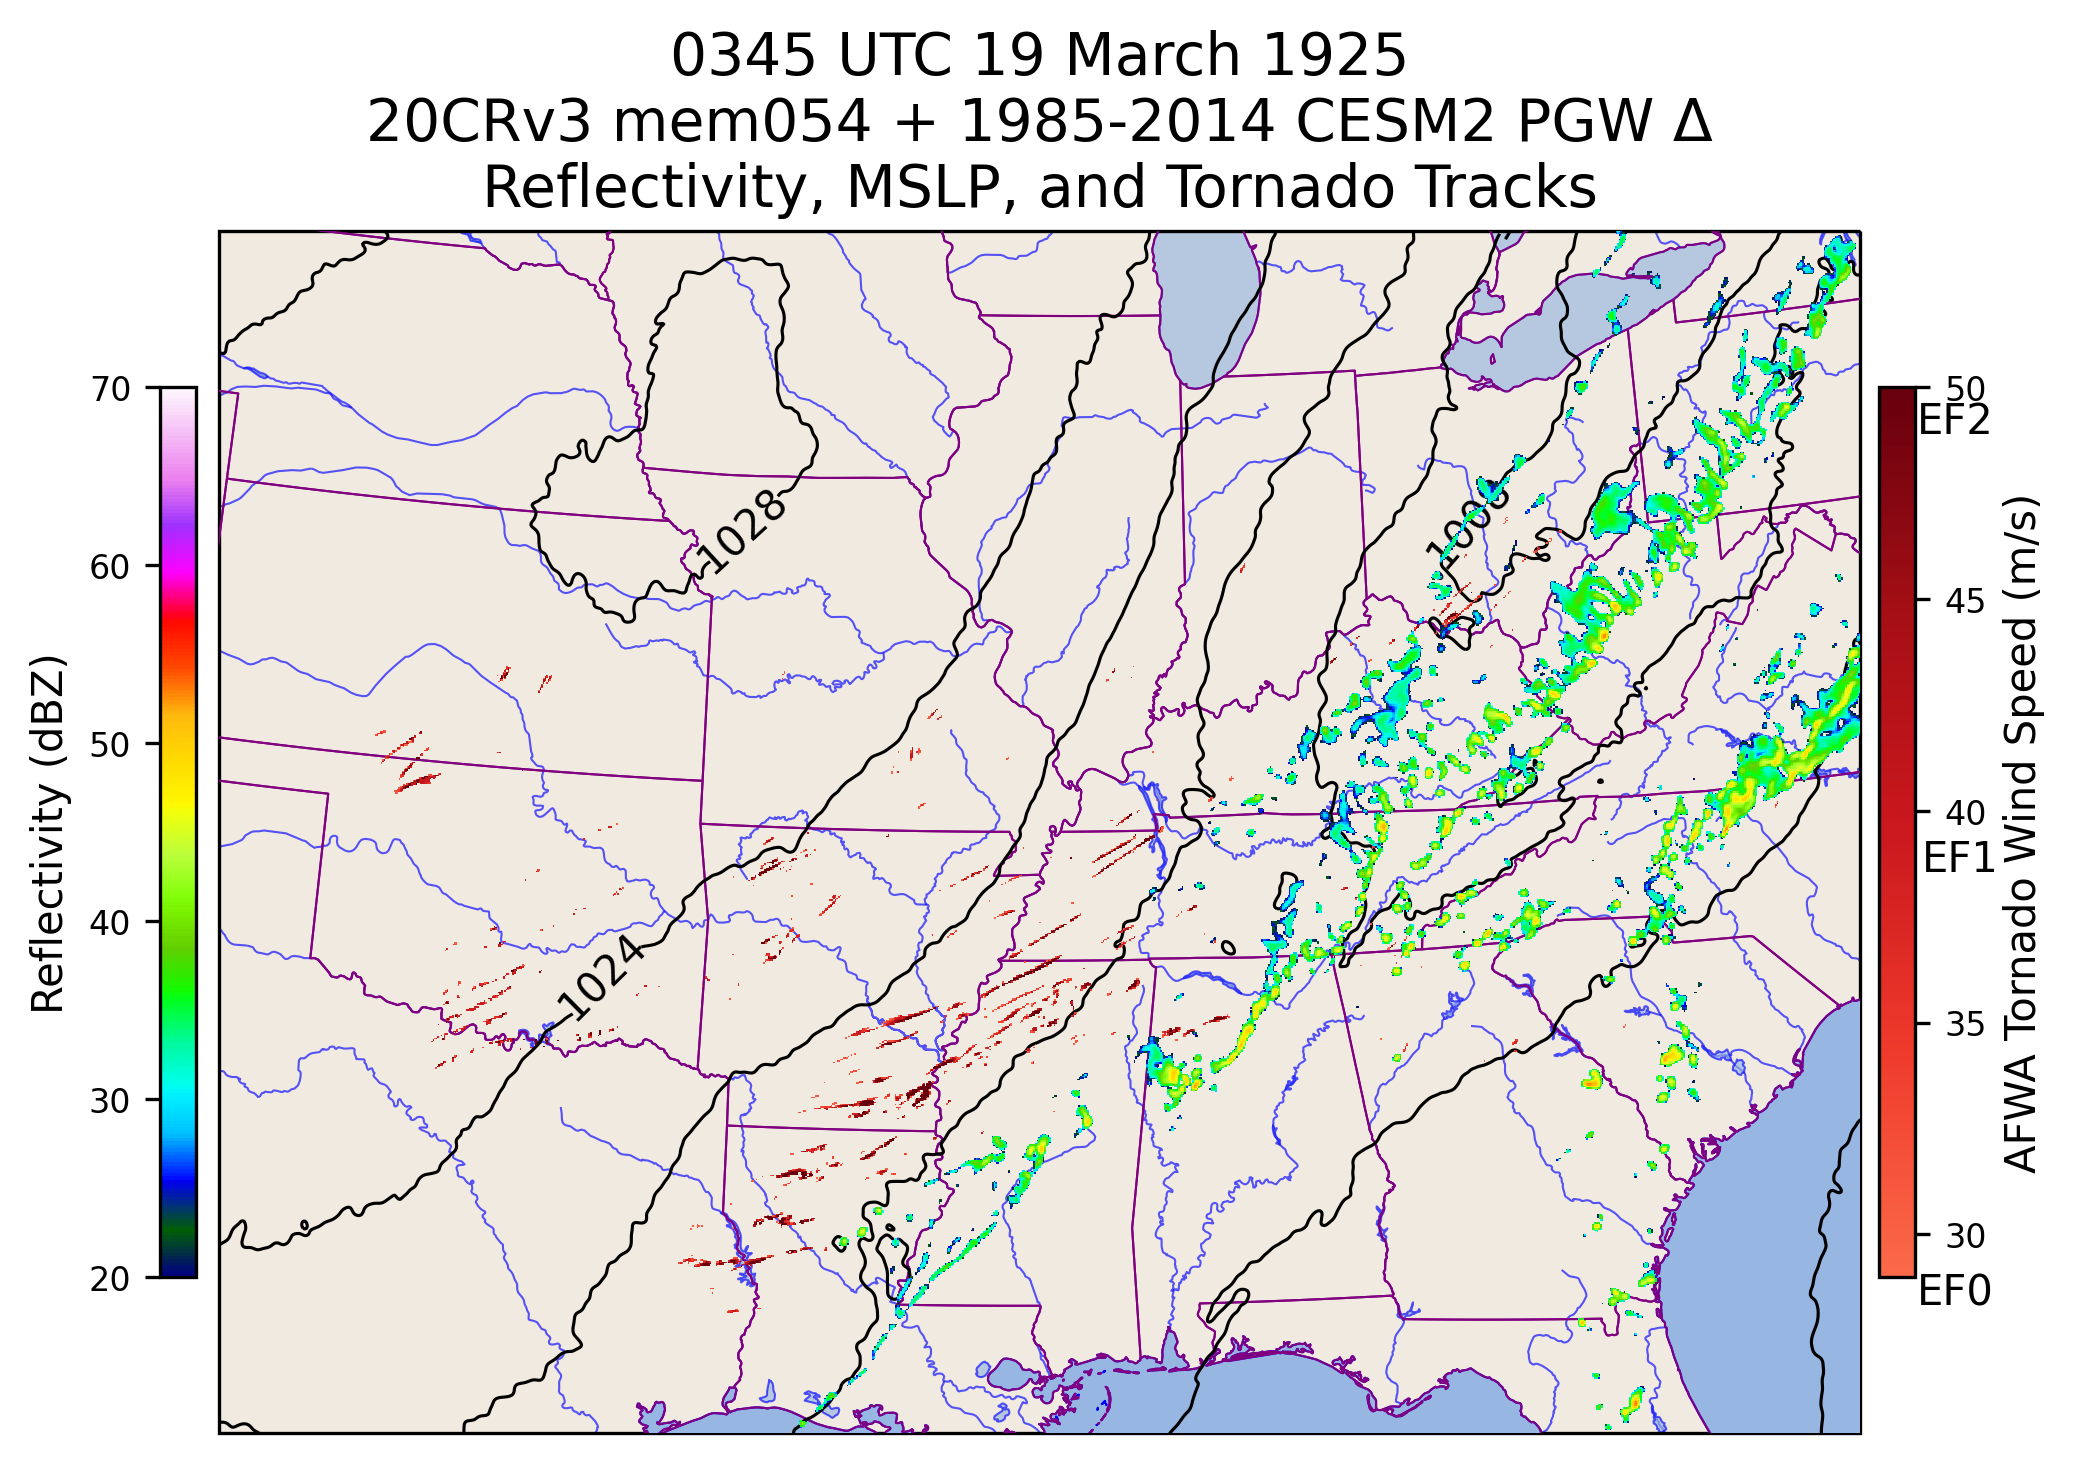 0345 UTC 19 March 1925
20CRv3 mem054 + 1985-2014 CESM2 PGW Δ
Reflectivity, MSLP, and Tornado Tracks
Reflectivity (dBZ)
70
60
50
40
30
20
1028
1024
50
EF2
45
40
EF1
35
30
EF0
AFWA Tornado Wind Speed (m/s)